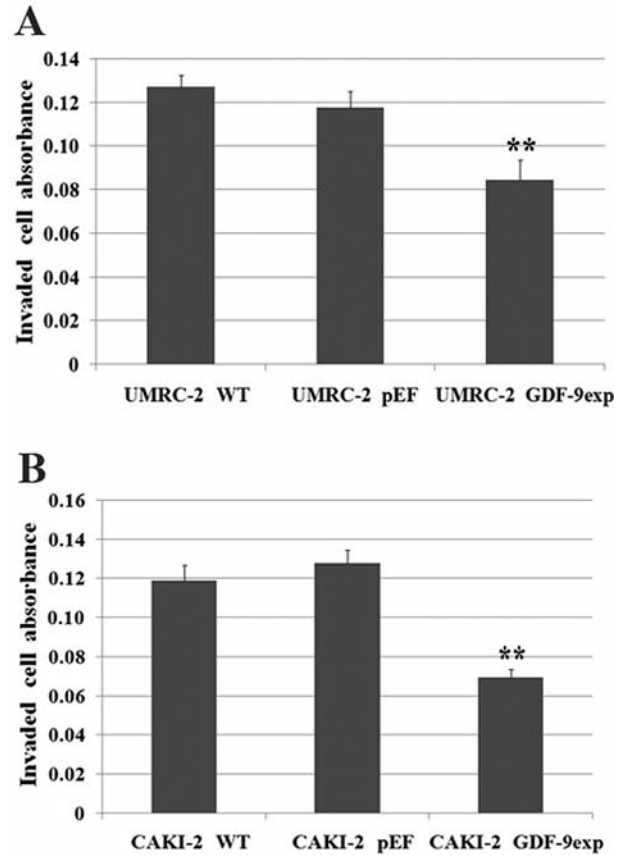 A
Invaded cell absorbance
0.14
0.12
0.10
0.08
0.06
0.04
0.02
0
**
UMRC-2 WT
UMRC-2 pEF
UMRC-2 GDF-9exp
B
Invaded cell absorbance
0.16
0.14
0.12
0.10
0.08
0.06
0.04
0.02
0
**
CAKI-2 WT
CAKI-2 pEF
CAKI-2 GDF-9exp